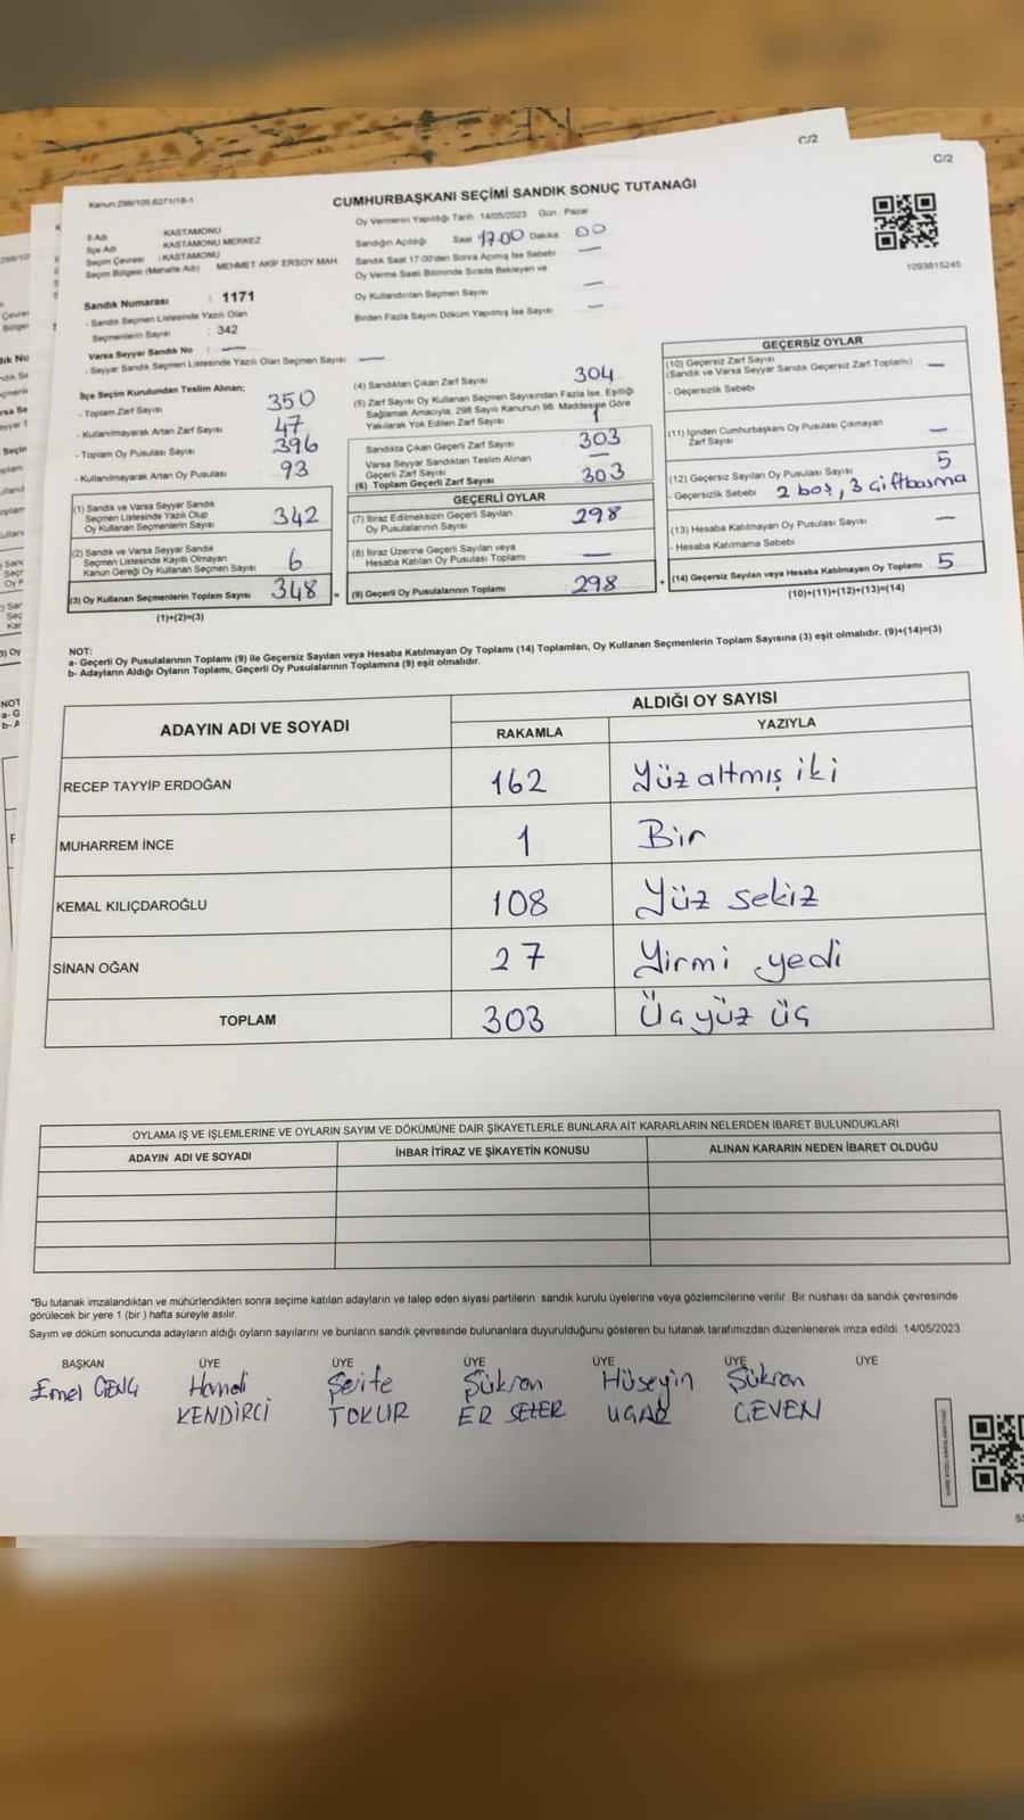 C/2
C/2
Kanun:298/105,6271/18-1
CUMHURBAŞKANI SEÇİMİ SANDIK SONUÇ TUTANAĞI
Oy Vermenin Yapıldığı Tarih 14/05/2023 Gün: Pazar
İl Adı KASTAMONU
İlçe Adı KASTAMONU MERKEZ
Seçim Çevresi : KASTAMONU
Seçim Bölgesi (Mahalle Adı) MEHMET AKİF ERSOY MAH
Sandığın Açılışı Saat 17.00 Dakika 00
Sandık Saat 17:00'den Sonra Açılmış İse Sebebi —
Oy Verme Saati Bitiminde Sırada Bekleyen ve
Oy Kullandırılan Seçmen Sayısı —
Birden Fazla Sayım Döküm Yapılmış İse Sayısı —
1293815245
Sandık Numarası : 1171
- Sandık Seçmen Listesinde Yazılı Olan
Seçmenlerin Sayısı : 342
Varsa Seyyar Sandık No : —
- Seyyar Sandık Seçmen Listesinde Yazılı Olan Seçmen Sayısı —
İlçe Seçim Kurulundan Teslim Alınan;
- Toplam Zarf Sayısı 350
- Kullanılmayarak Artan Zarf Sayısı 47
- Toplam Oy Pusulası Sayısı 396
- Kullanılmayarak Artan Oy Pusulası 93
(1) Sandık ve Varsa Seyyar Sandık
Seçmen Listesinde Yazılı Olup
Oy Kullanan Seçmenlerin Sayısı 342
(2) Sandık ve Varsa Seyyar Sandık
Seçmen Listesinde Kayıtlı Olmayan
Kanun Gereği Oy Kullanan Seçmen Sayısı 6
(3) Oy Kullanan Seçmenlerin Toplam Sayısı 348
(1)+(2)=(3)
(4) Sandıktan Çıkan Zarf Sayısı 304
(5) Zarf Sayısı Oy Kullanan Seçmen Sayısından Fazla İse, Eşitliği
Sağlamak Amacıyla, 298 Sayılı Kanunun 98. Maddesine Göre
Yakılarak Yok Edilen Zarf Sayısı 1
Sandıkta Çıkan Geçerli Zarf Sayısı 303
Varsa Seyyar Sandıktan Teslim Alınan
Geçerli Zarf Sayısı —
(6) Toplam Geçerli Zarf Sayısı 303
GEÇERLİ OYLAR
(7) İtiraz Edilmeksizin Geçerli Sayılan
Oy Pusulalarının Sayısı 298
(8) İtiraz Üzerine Geçerli Sayılan veya
Hesaba Katılan Oy Pusulası Toplamı —
(9) Geçerli Oy Pusulalarının Toplamı 298
GEÇERSİZ OYLAR
(10) Geçersiz Zarf Sayısı
(Sandık ve Varsa Seyyar Sandık Geçersiz Zarf Toplamı) —
- Geçersizlik Sebebi
(11) İçinden Cumhurbaşkanı Oy Pusulası Çıkmayan
Zarf Sayısı —
(12) Geçersiz Sayılan Oy Pusulası Sayısı 5
- Geçersizlik Sebebi 2 boş, 3 çiftbasma
(13) Hesaba Katılmayan Oy Pusulası Sayısı —
- Hesaba Katılmama Sebebi
(14) Geçersiz Sayılan veya Hesaba Katılmayan Oy Toplamı 5
(10)+(11)+(12)+(13)=(14)
NOT:
a- Geçerli Oy Pusulalarının Toplamı (9) ile Geçersiz Sayılan veya Hesaba Katılmayan Oy Toplamı (14) Toplamları, Oy Kullanan Seçmenlerin Toplam Sayısına (3) eşit olmalıdır. (9)+(14)=(3)
b- Adayların Aldığı Oyların Toplamı, Geçerli Oy Pusulalarının Toplamına (9) eşit olmalıdır.
ADAYIN ADI VE SOYADI
ALDIĞI OY SAYISI
RAKAMLA YAZIYLA
RECEP TAYYİP ERDOĞAN 162 Yüz altmış iki
MUHARREM İNCE 1 Bir
KEMAL KILIÇDAROĞLU 108 Yüz sekiz
SİNAN OĞAN 27 Yirmi yedi
TOPLAM 303 Üçyüz üç
OYLAMA İŞ VE İŞLEMLERİNE VE OYLARIN SAYIM VE DÖKÜMÜNE DAİR ŞİKAYETLERLE BUNLARA AİT KARARLARIN NELERDEN İBARET BULUNDUKLARI
ADAYIN ADI VE SOYADI İHBAR İTİRAZ VE ŞİKAYETİN KONUSU ALINAN KARARIN NEDEN İBARET OLDUĞU
*Bu tutanak imzalandıktan ve mühürlendikten sonra seçime katılan adayların ve talep eden siyasi partilerin sandık kurulu üyelerine veya gözlemcilerine verilir. Bir nüshası da sandık çevresinde
görülecek bir yere 1 (bir ) hafta süreyle asılır.
Sayım ve döküm sonucunda adayların aldığı oyların sayılarını ve bunların sandık çevresinde bulunanlara duyurulduğunu gösteren bu tutanak tarafımızdan düzenlenerek imza edildi. 14/05/2023
BAŞKAN ÜYE ÜYE ÜYE ÜYE ÜYE ÜYE
Emel GENÇ Hamdi Şerife Şükran Hüseyin Şükran
KENDİRCİ TOKUR ER SEZER UÇAR GEVEN